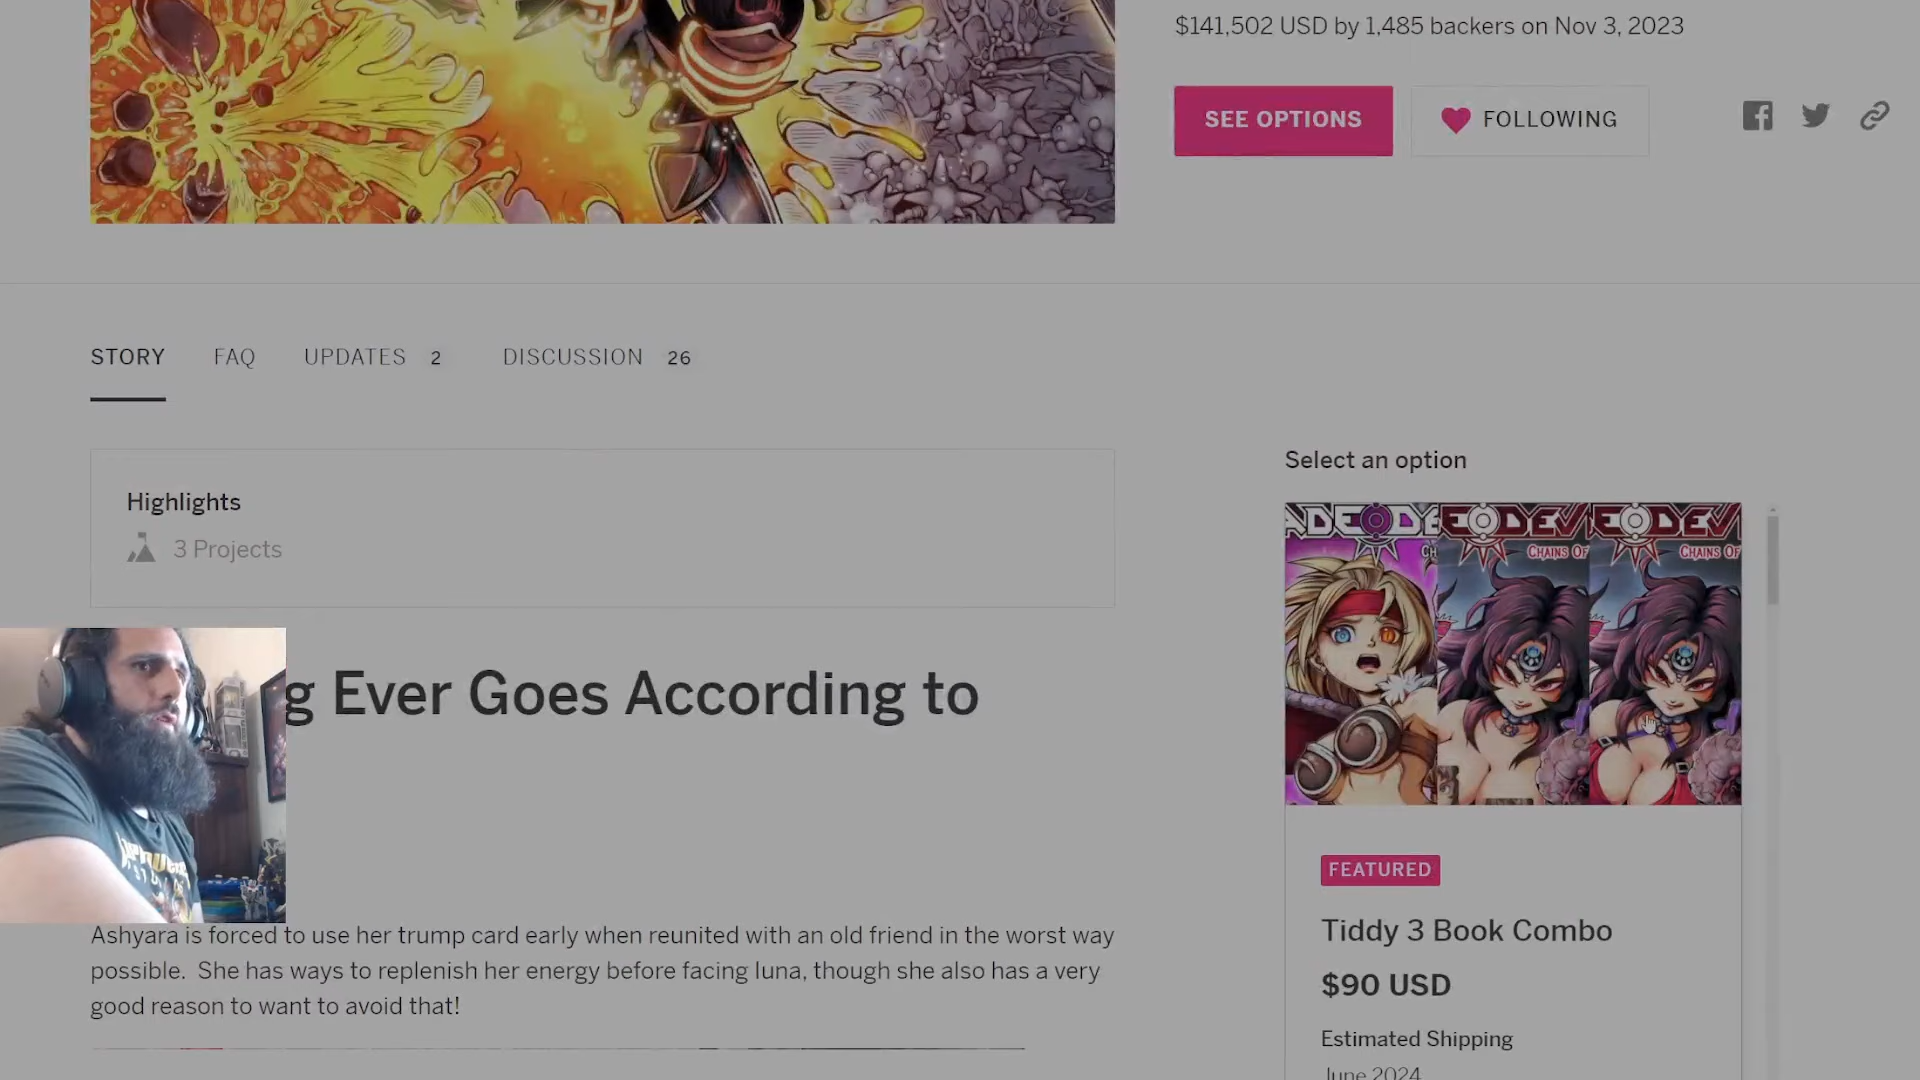 $141,502 USD by 1,485 backers on Nov 3, 2023
SEE OPTIONS
FOLLOWING
STORY
FAQ
UPDATES 2
DISCUSSION 26
Highlights
3 Projects
g Ever Goes According to
Ashyara is forced to use her trump card early when reunited with an old friend in the worst way
possible. She has ways to replenish her energy before facing luna, though she also has a very
good reason to want to avoid that!
Select an option
CHAINS OF
CHAINS OF
FEATURED
Tiddy 3 Book Combo
$90 USD
Estimated Shipping
June 2024